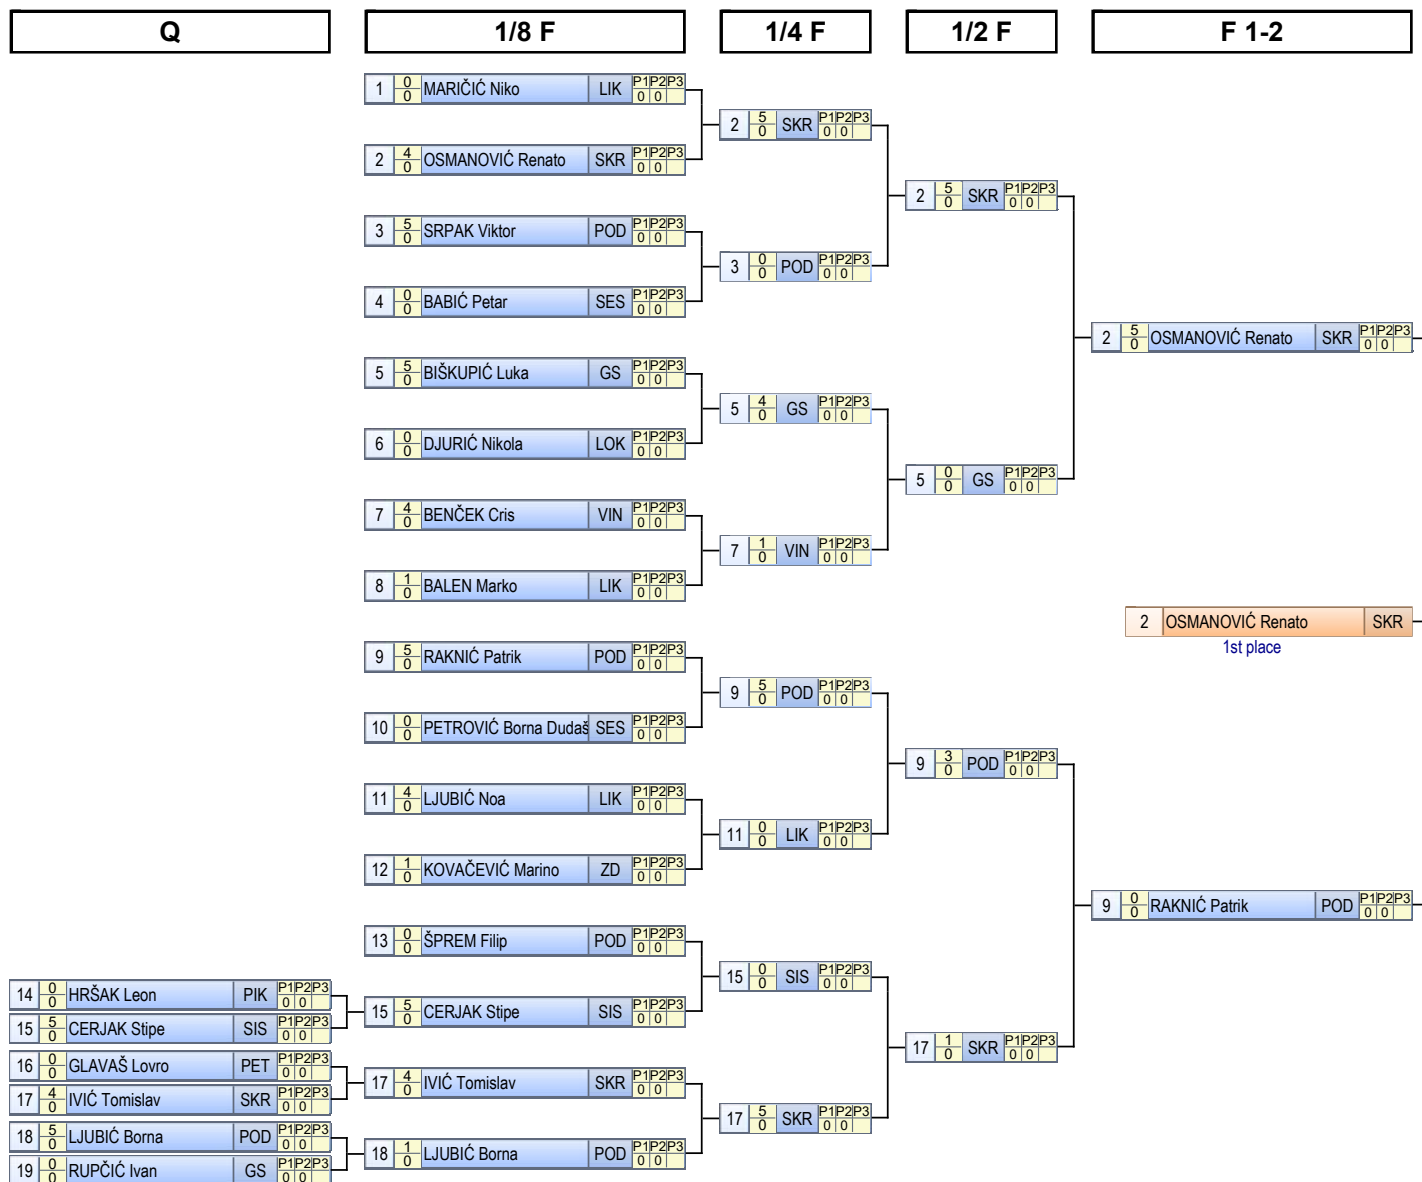 Q 1/8 F 1/4 F 1/2 F F 1-2
1 0 0 MARIČIĆ Niko LIK P1 P2 P3 0 0
2 5 0 SKR P1 P2 P3 0 0
2 4 0 OSMANOVIĆ Renato SKR P1 P2 P3 0 0
2 5 0 SKR P1 P2 P3 0 0
3 5 0 SRPAK Viktor POD P1 P2 P3 0 0
3 0 0 POD P1 P2 P3 0 0
4 0 0 BABIĆ Petar SES P1 P2 P3 0 0
2 5 0 OSMANOVIĆ Renato SKR P1 P2 P3 0 0
5 5 0 BIŠKUPIĆ Luka GS P1 P2 P3 0 0
5 4 0 GS P1 P2 P3 0 0
6 0 0 DJURIĆ Nikola LOK P1 P2 P3 0 0
5 0 0 GS P1 P2 P3 0 0
7 4 0 BENČEK Cris VIN P1 P2 P3 0 0
7 1 0 VIN P1 P2 P3 0 0
8 1 0 BALEN Marko LIK P1 P2 P3 0 0
2 OSMANOVIĆ Renato SKR
1st place
9 5 0 RAKNIĆ Patrik POD P1 P2 P3 0 0
9 5 0 POD P1 P2 P3 0 0
10 0 0 PETROVIĆ Borna Dudaš SES P1 P2 P3 0 0
9 3 0 POD P1 P2 P3 0 0
11 4 0 LJUBIĆ Noa LIK P1 P2 P3 0 0
11 0 0 LIK P1 P2 P3 0 0
12 1 0 KOVAČEVIĆ Marino ZD P1 P2 P3 0 0
9 0 0 RAKNIĆ Patrik POD P1 P2 P3 0 0
13 0 0 ŠPREM Filip POD P1 P2 P3 0 0
15 0 0 SIS P1 P2 P3 0 0
14 0 0 HRŠAK Leon PIK P1 P2 P3 0 0
15 5 0 CERJAK Stipe SIS P1 P2 P3 0 0
15 5 0 CERJAK Stipe SIS P1 P2 P3 0 0
17 1 0 SKR P1 P2 P3 0 0
16 0 0 GLAVAŠ Lovro PET P1 P2 P3 0 0
17 4 0 IVIĆ Tomislav SKR P1 P2 P3 0 0
17 4 0 IVIĆ Tomislav SKR P1 P2 P3 0 0
17 5 0 SKR P1 P2 P3 0 0
18 5 0 LJUBIĆ Borna POD P1 P2 P3 0 0
18 1 0 LJUBIĆ Borna POD P1 P2 P3 0 0
19 0 0 RUPČIĆ Ivan GS P1 P2 P3 0 0